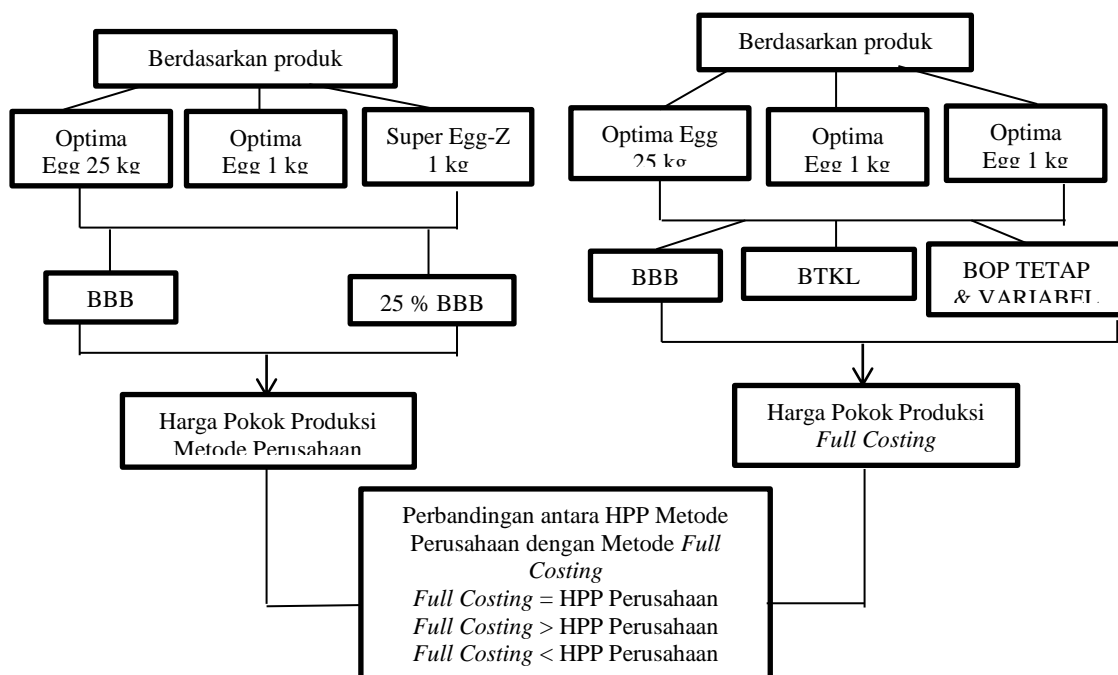 Berdasarkan produk
Optima
Egg 25 kg
Optima
Egg 1 kg
Super Egg-Z
1 kg
BBB
25 % BBB
Harga Pokok Produksi
Metode Perusahaan
Berdasarkan produk
Optima Egg
25 kg
Optima
Egg 1 kg
Optima
Egg 1 kg
BBB
BTKL
BOP TETAP
& VARIABEL
Harga Pokok Produksi
Full Costing
Perbandingan antara HPP Metode
Perusahaan dengan Metode Full
Costing
Full Costing = HPP Perusahaan
Full Costing > HPP Perusahaan
Full Costing < HPP Perusahaan